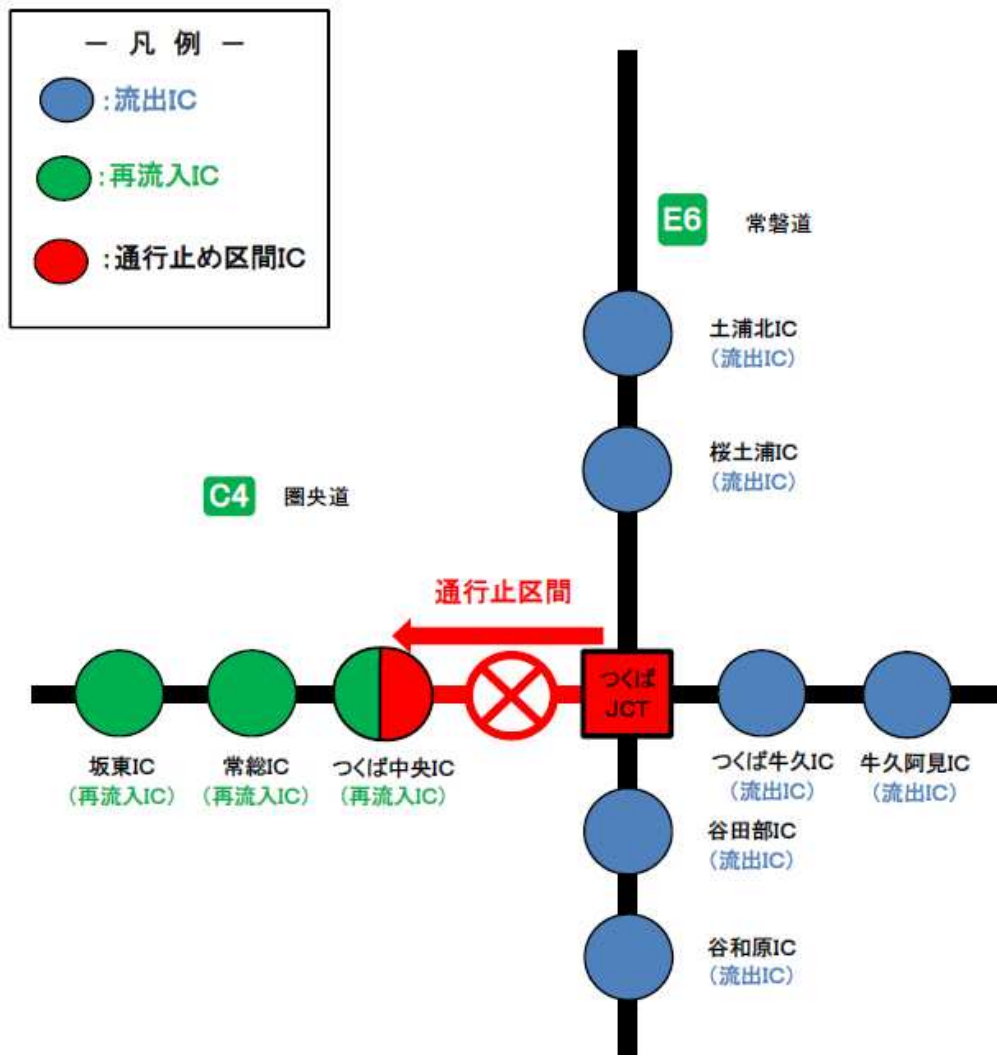 － 凡 例 －
:流出IC
:再流入IC
:通行止め区間IC
E6 常磐道
土浦北IC
(流出IC)
桜土浦IC
(流出IC)
C4 圏央道
通行止区間
つくば
JCT
坂東IC
(再流入IC)
常総IC
(再流入IC)
つくば中央IC
(再流入IC)
つくば牛久IC
(流出IC)
牛久阿見IC
(流出IC)
谷田部IC
(流出IC)
谷和原IC
(流出IC)